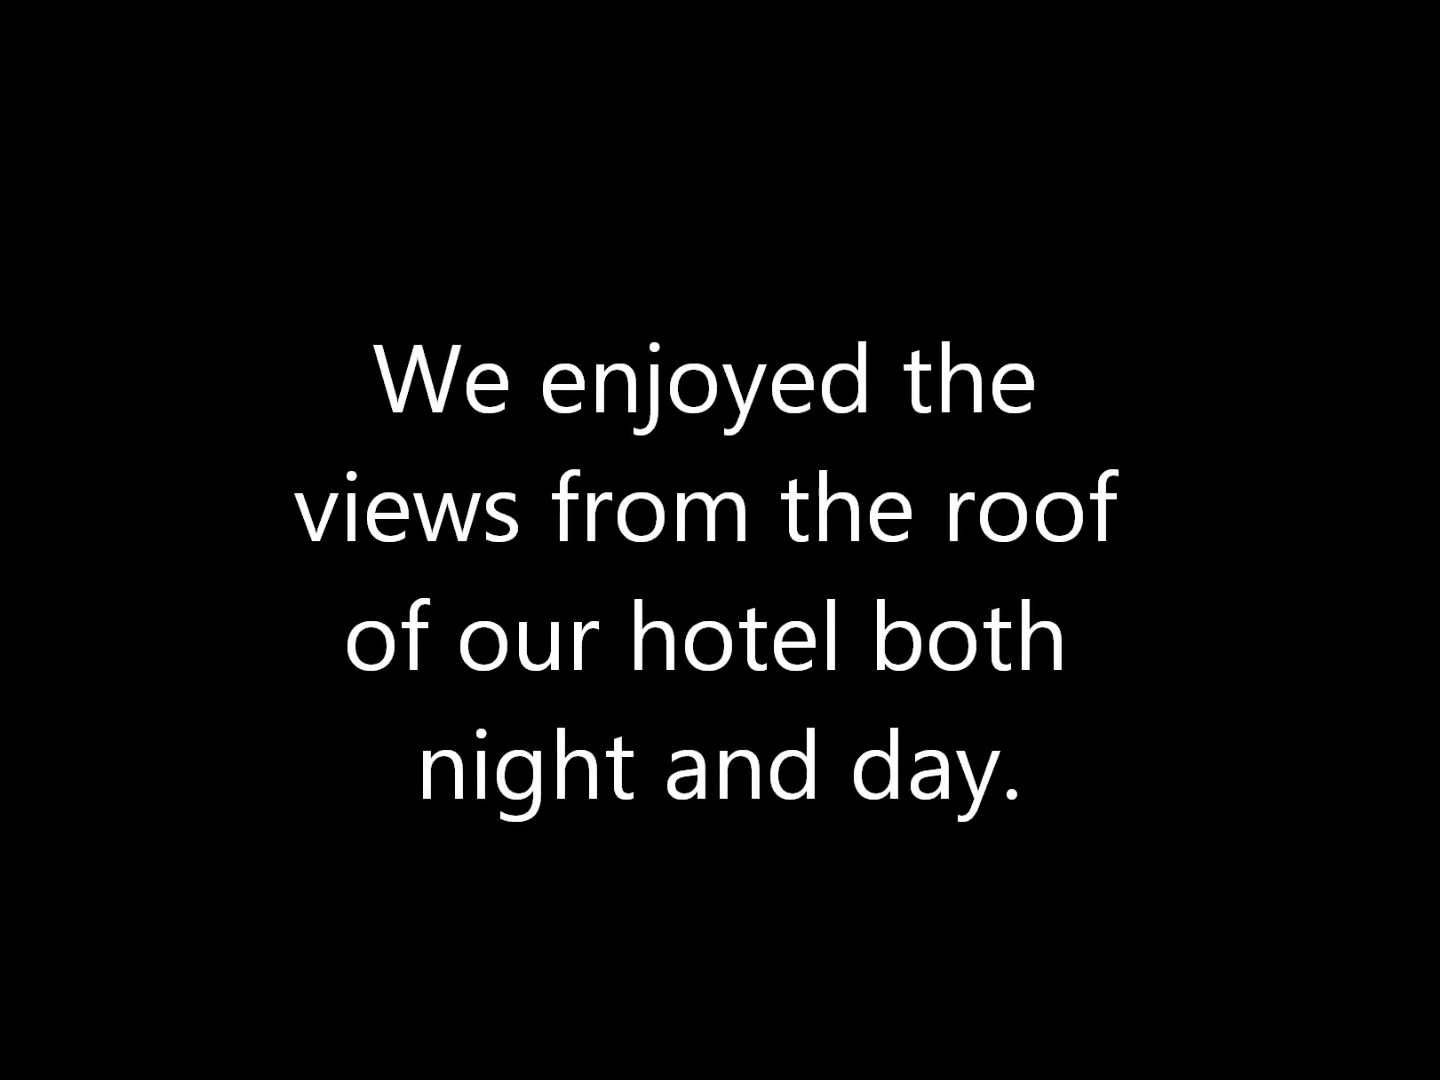 We enjoyed the
views from the roof
of our hotel both
night and day.